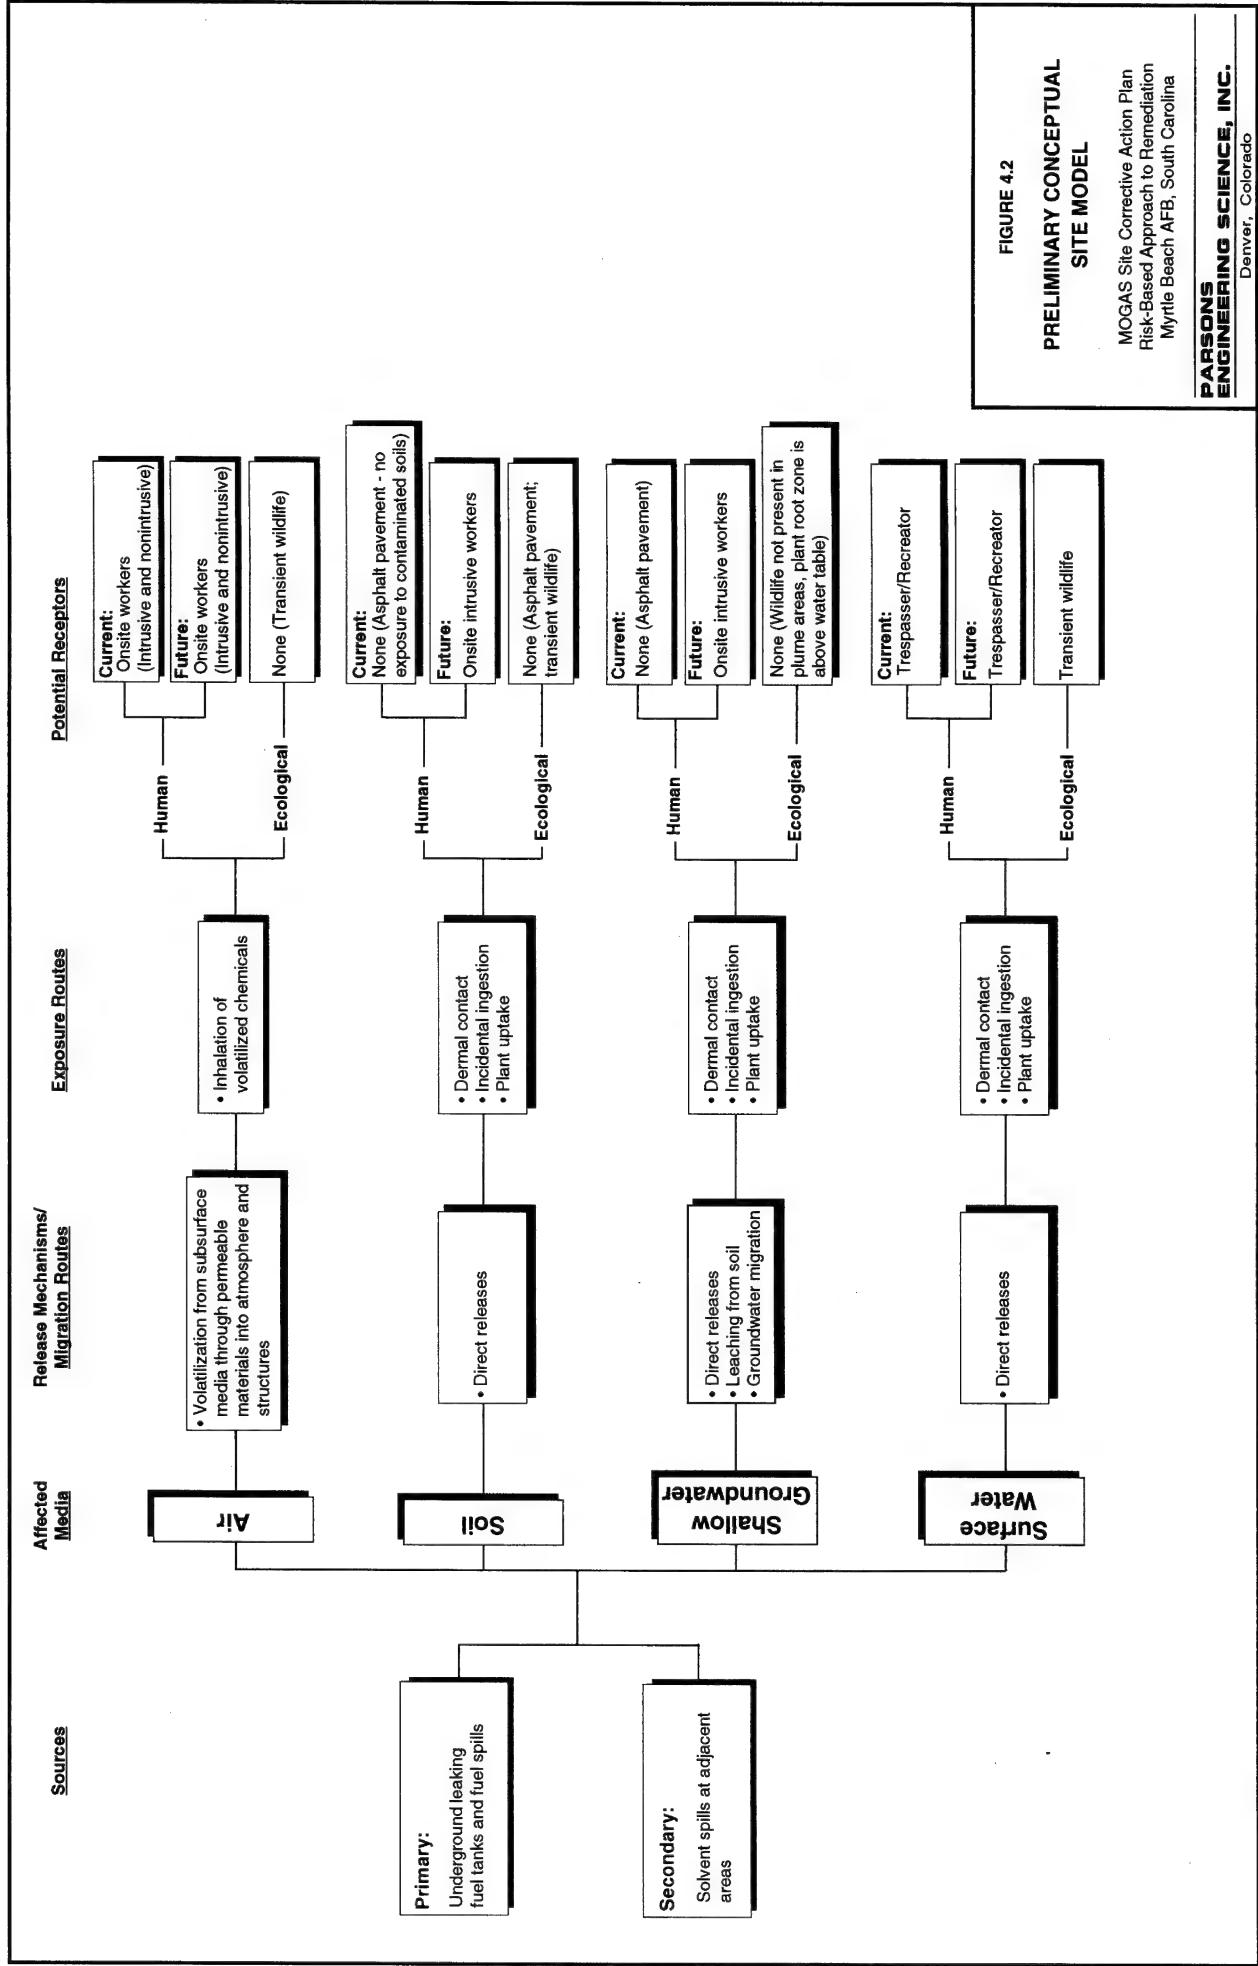 Sources
Affected
Media
Release Mechanisms/
Migration Routes
Exposure Routes
Potential Receptors
Primary:
Underground leaking
fuel tanks and fuel spills
Secondary:
Solvent spills at adjacent
areas
Air
• Volatilization from subsurface
media through permeable
materials into atmosphere and
structures
• Inhalation of
volatilized chemicals
Human
Current:
Onsite workers
(Intrusive and nonintrusive)
Future:
Onsite workers
(Intrusive and nonintrusive)
Ecological
None (Transient wildlife)
Soil
• Direct releases
• Dermal contact
• Incidental ingestion
• Plant uptake
Human
Current:
None (Asphalt pavement - no
exposure to contaminated soils)
Future:
Onsite intrusive workers
Ecological
None (Asphalt pavement;
transient wildlife)
Shallow
Groundwater
• Direct releases
• Leaching from soil
• Groundwater migration
• Dermal contact
• Incidental ingestion
• Plant uptake
Human
Current:
None (Asphalt pavement)
Future:
Onsite intrusive workers
Ecological
None (Wildlife not present in
plume areas, plant root zone is
above water table)
Surface
Water
• Direct releases
• Dermal contact
• Incidental ingestion
• Plant uptake
Human
Current:
Trespasser/Recreator
Future:
Trespasser/Recreator
Ecological
Transient wildlife
FIGURE 4.2
PRELIMINARY CONCEPTUAL
SITE MODEL
MOGAS Site Corrective Action Plan
Risk-Based Approach to Remediation
Myrtle Beach AFB, South Carolina
PARSONS
ENGINEERING SCIENCE, INC.
Denver, Colorado